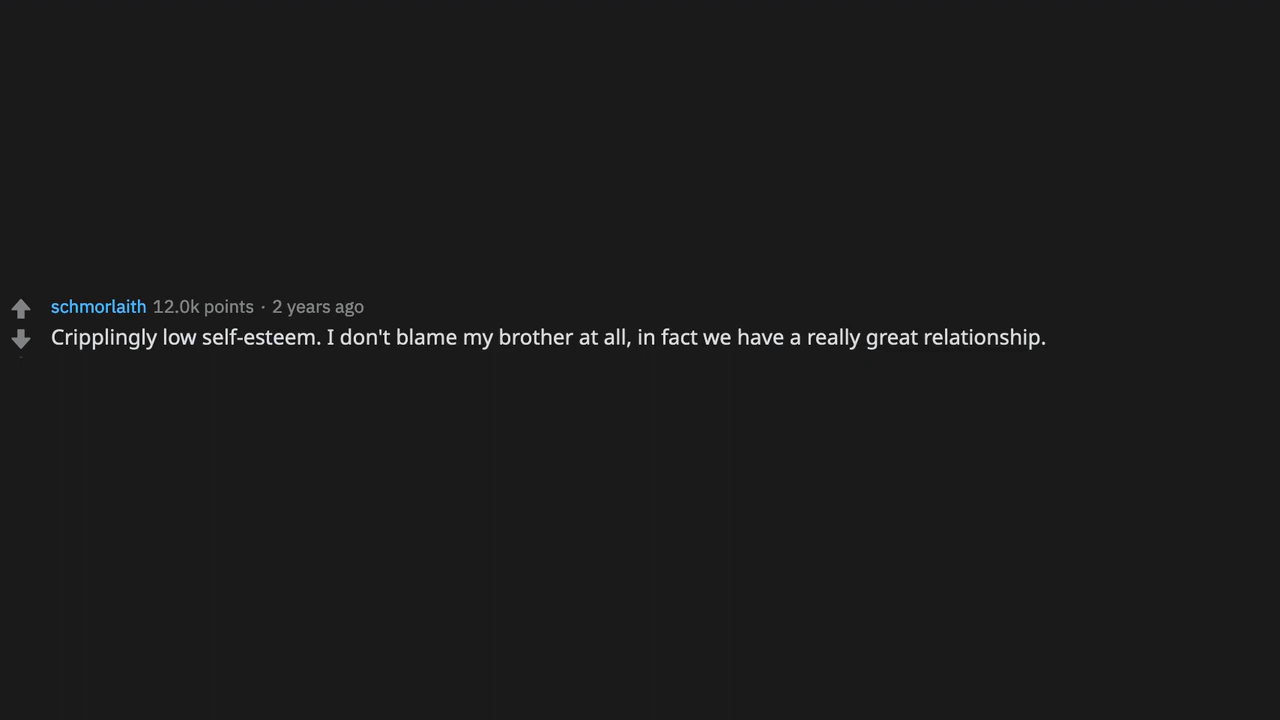 schmorlaith 12.0k points · 2 years ago
Cripplingly low self-esteem. I don't blame my brother at all, in fact we have a really great relationship.